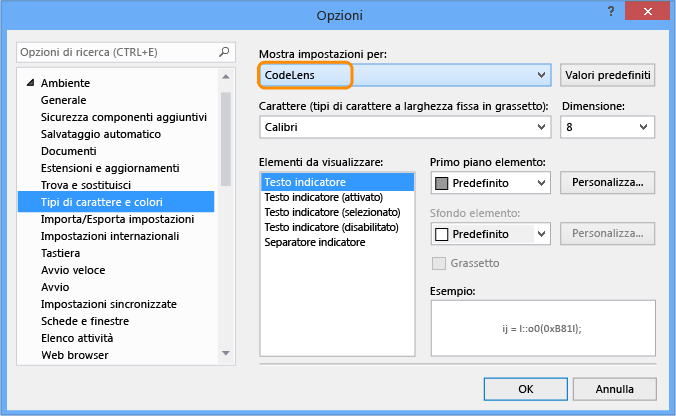 Opzioni
?
Opzioni di ricerca (CTRL+E)
Ambiente
Generale
Sicurezza componenti aggiuntivi
Salvataggio automatico
Documenti
Estensioni e aggiornamenti
Trova e sostituisci
Tipi di carattere e colori
Importa/Esporta impostazioni
Impostazioni internazionali
Tastiera
Avvio veloce
Avvio
Impostazioni sincronizzate
Schede e finestre
Elenco attività
Web browser
Mostra impostazioni per:
CodeLens
Valori predefiniti
Carattere (tipi di carattere a larghezza fissa in grassetto):
Dimensione:
Calibri
8
Elementi da visualizzare:
Testo indicatore
Testo indicatore (attivato)
Testo indicatore (selezionato)
Testo indicatore (disabilitato)
Separatore indicatore
Primo piano elemento:
Predefinito
Personalizza...
Sfondo elemento:
Predefinito
Personalizza...
Grassetto
Esempio:
ij = I::o0(0xB81l);
OK
Annulla